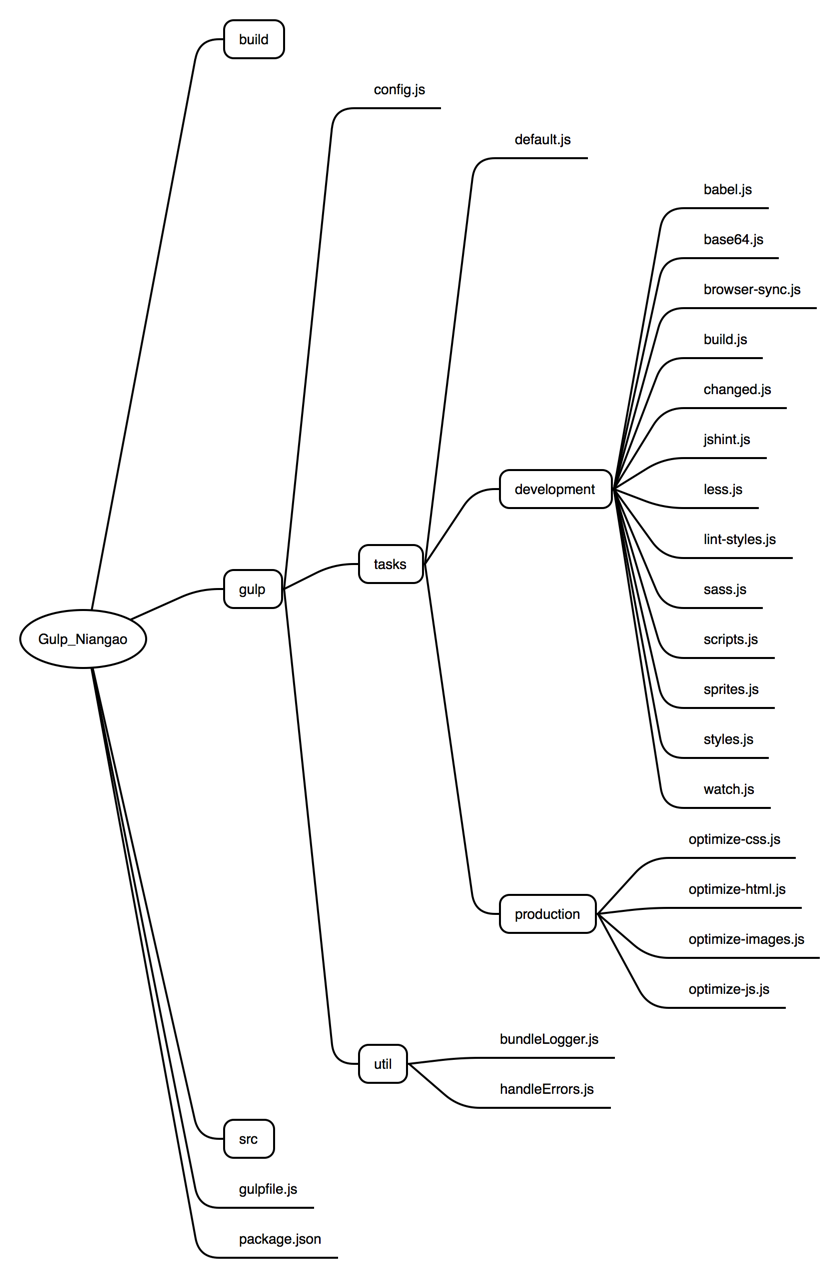 build
config.js
default.js
babel.js
base64.js
browser-sync.js
build.js
changed.js
jshint.js
development
less.js
lint-styles.js
tasks
gulp
sass.js
Gulp_Niangao
scripts.js
sprites.js
styles.js
watch.js
optimize-css.js
optimize-html.js
production
optimize-images.js
optimize-js.js
bundleLogger.js
util
handleErrors.js
src
gulpfile.js
package.json